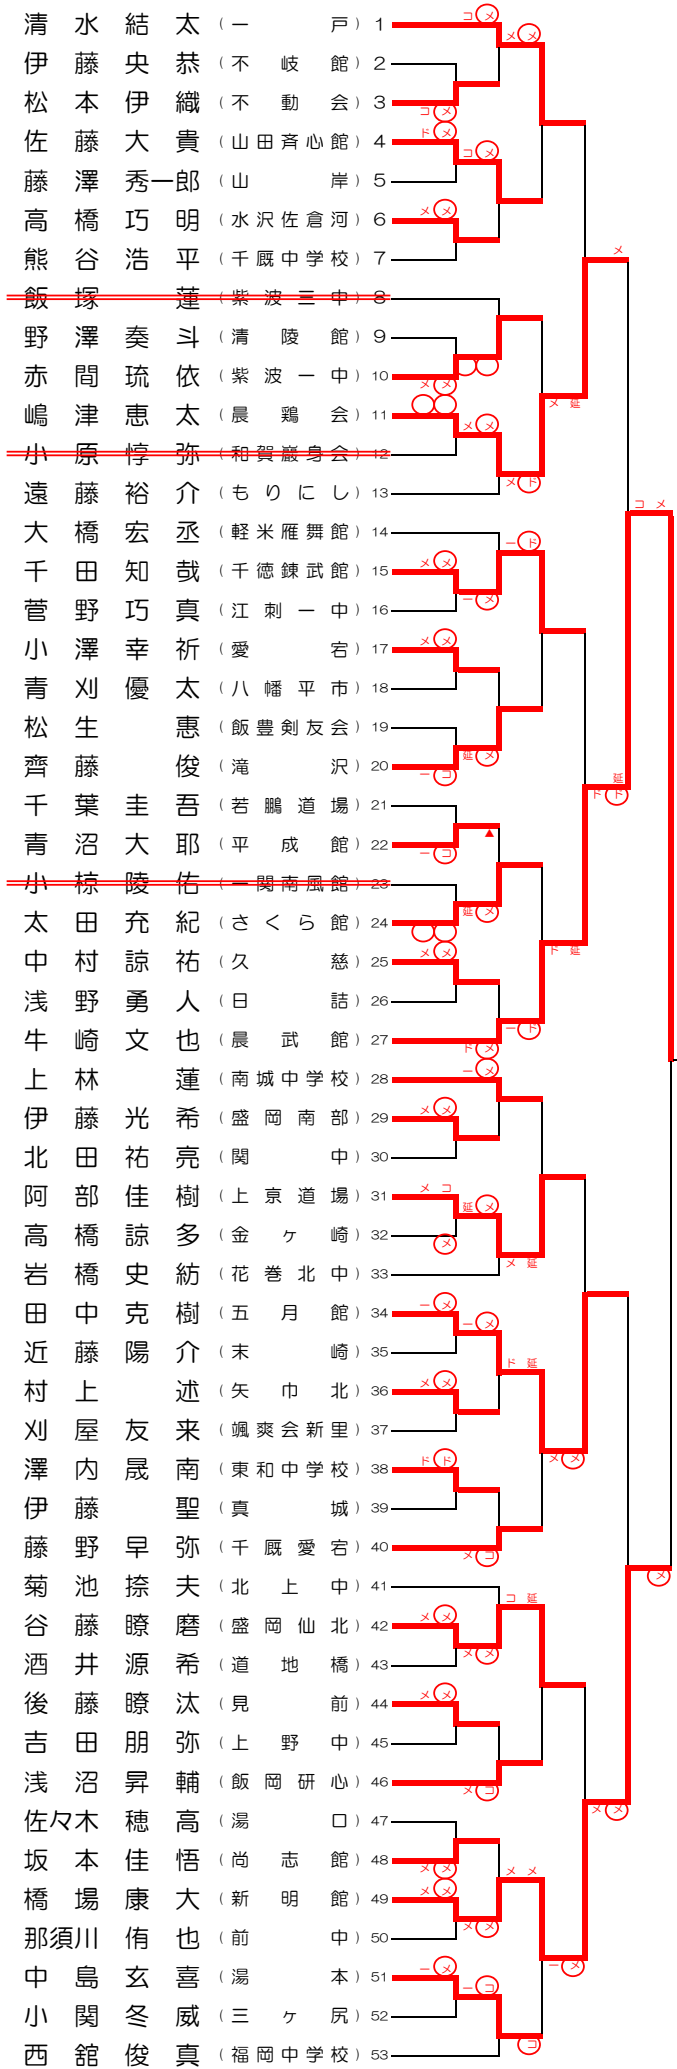 清水結太（一戸）1
伊藤央恭（不岐館）2
松本伊織（不動会）3
佐藤大貴（山田斉心館）4
藤澤秀一郎（山岸）5
高橋巧明（水沢佐倉河）6
熊谷浩平（千厩中学校）7
飯塚蓮（紫波三中）8
野澤奏斗（清陵館）9
赤間琉依（紫波一中）10
嶋津恵太（晨鶏会）11
小原惇弥（和賀巖身会）12
遠藤裕介（もりにし）13
大橋宏丞（軽米雁舞館）14
千田知哉（千徳錬武館）15
菅野巧真（江刺一中）16
小澤幸祈（愛宕）17
青刈優太（八幡平市）18
松生惠（飯豊剣友会）19
齊藤俊（滝沢）20
千葉圭吾（若鵬道場）21
青沼大耶（平成館）22
小椋陵佑（一関南風館）23
太田充紀（さくら館）24
中村諒祐（久慈）25
浅野勇人（日詰）26
牛崎文也（晨武館）27
上林蓮（南城中学校）28
伊藤光希（盛岡南部）29
北田祐亮（関中）30
阿部佳樹（上京道場）31
高橋諒多（金ヶ崎）32
岩橋史紡（花巻北中）33
田中克樹（五月館）34
近藤陽介（末崎）35
村上述（矢巾北）36
刈屋友来（颯爽会新里）37
澤内晟南（東和中学校）38
伊藤聖（真城）39
藤野早弥（千厩愛宕）40
菊池捺夫（北上中）41
谷藤瞭磨（盛岡仙北）42
酒井源希（道地橋）43
後藤瞭汰（見前）44
吉田朋弥（上野中）45
浅沼昇輔（飯岡研心）46
佐々木穂高（湯口）47
坂本佳悟（尚志館）48
橋場康大（新明館）49
那須川侑也（前中）50
中島玄喜（湯本）51
小関冬威（三ヶ尻）52
西舘俊真（福岡中学校）53